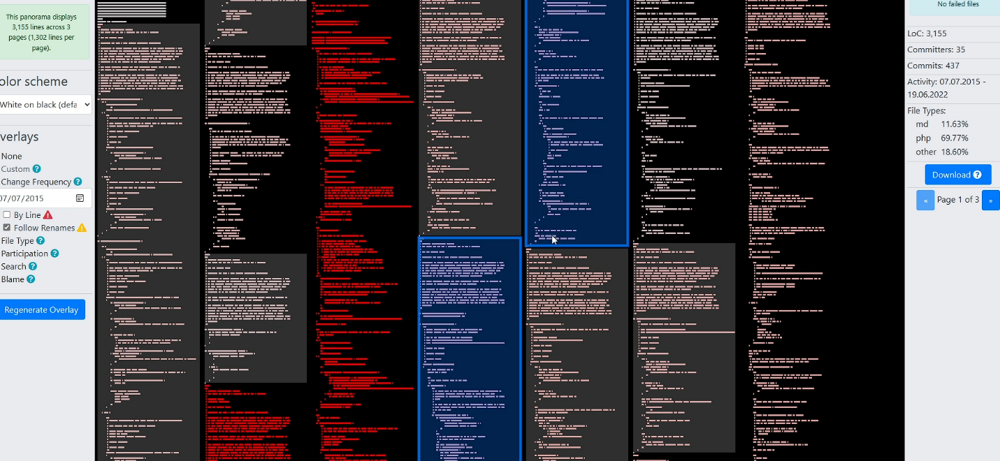 This panorama displays
3,155 lines across 3
pages (1,302 lines per
page).
olor scheme
White on black (defa
verlays
None
Custom
Change Frequency
07/07/2015
By Line
Follow Renames
File Type
Participation
Search
Blame
Regenerate Overlay
No failed files
LoC: 3,155
Committers: 35
Commits: 437
Activity: 07.07.2015 -
19.06.2022
File Types:
md 11.63%
php 69.77%
other 18.60%
Download
« Page 1 of 3 »